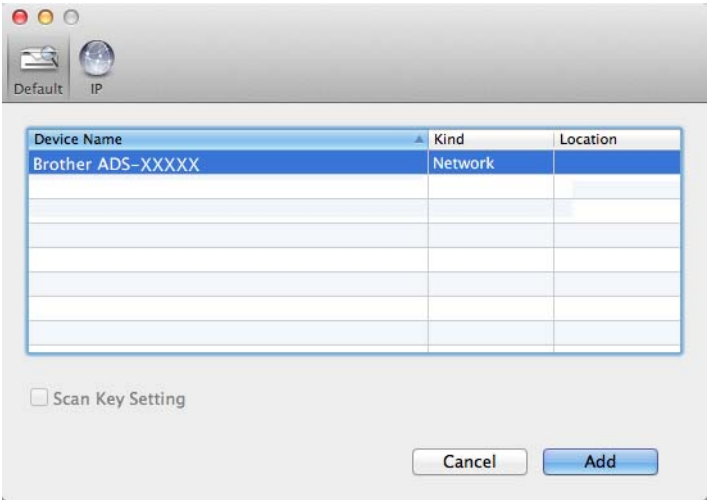 Default IP
Device Name Kind Location
Brother ADS-XXXXX Network
Scan Key Setting
Cancel Add